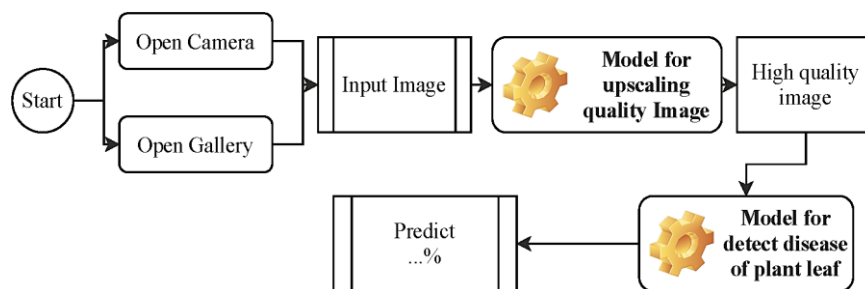 Start
Open Camera
Open Gallery
Input Image
Model for
upscaling
quality Image
High quality
image
Model for
detect disease
of plant leaf
Predict
...%